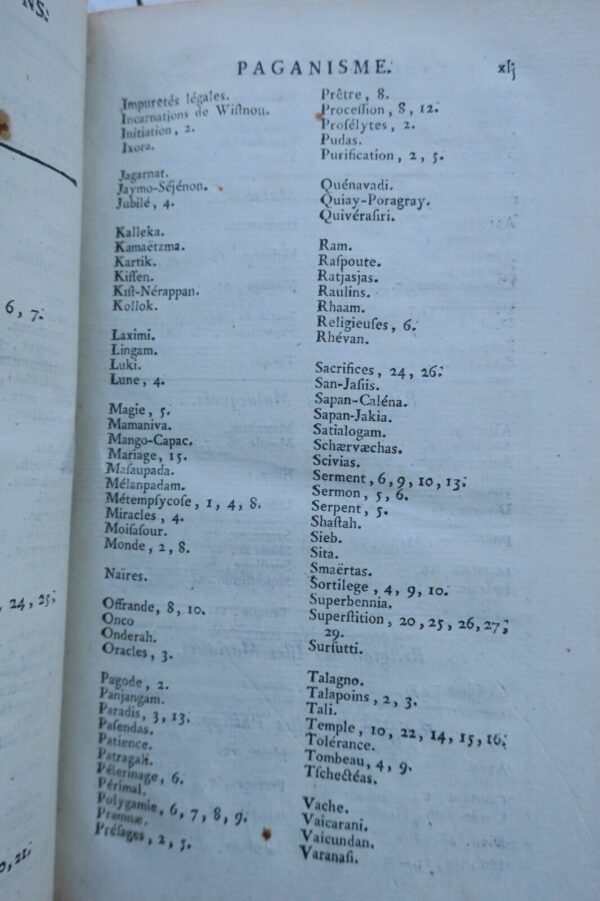 NS.
6, 7.
24, 25,
0, 21.
PAGANISME.
xlj
Impuretés légales.
Incarnations de Wistnou.
Initiation, 2.
Ixora.
Jagarnat.
Jaymo-Séjénon.
Jubilé, 4.
Kalleka.
Kamaëtzma.
Kartik.
Kissen.
Kist-Nérappan.
Kollok.
Laximi.
Lingam.
Luki.
Lune, 4.
Magie, 5.
Mamaniva.
Mango-Capac.
Mariage, 15.
Masaupada.
Mélanpadam.
Métempsycose, 1, 4, 8.
Miracles, 4.
Moisasour.
Monde, 2, 8.
Naïres.
Offrande, 8, 10.
Onco
Onderah.
Oracles, 3.
Pagode, 2.
Panjangam.
Paradis, 3, 13.
Pasendas.
Patience.
Patragali.
Pélerinage, 6.
Périmal.
Polygamie, 6, 7, 8, 9.
Pramnæ.
Présages, 2, 5.
Prêtre, 8.
Procession, 8, 12.
Prosélytes, 2.
Pudas.
Purification, 2, 5.
Quénavadi.
Quiay-Poragray.
Quivérasiri.
Ram.
Raspoute.
Ratjasjas.
Raulins.
Rhaam.
Religieuses, 6.
Rhévan.
Sacrifices, 24, 26.
San-Jasiis.
Sapan-Caléna.
Sapan-Jakia.
Satialogam.
Schærvæchas.
Scivias.
Serment, 6, 9, 10, 13.
Sermon, 5, 6.
Serpent, 5.
Shastah.
Sieb.
Sita.
Smaërtas.
Sortilege, 4, 9, 10.
Superbennia.
Superstition, 20, 25, 26, 27,
29.
Sursutti.
Talagno.
Talapoins, 2, 3.
Tali.
Temple, 10, 22, 14, 15, 16.
Tolérance.
Tombeau, 4, 9.
Tschectéas.
Vache.
Vaicarani.
Vaicundan.
Varanasi.